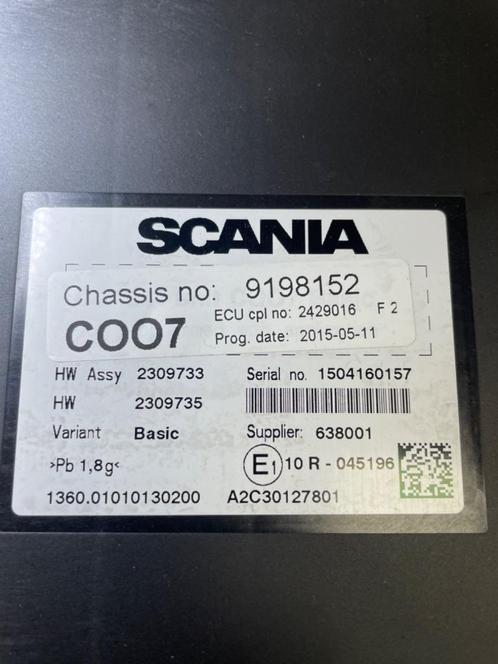 SCANIA
Chassis no: 9198152
ECU cpl no: 2429016 F 2
COO7
Prog. date: 2015-05-11
HW Assy 2309733 Serial no. 1504160157
HW 2309735
Variant Basic Supplier: 638001
>Pb 1,8g< E1 10 R - 045196
1360.01010130200 A2C30127801